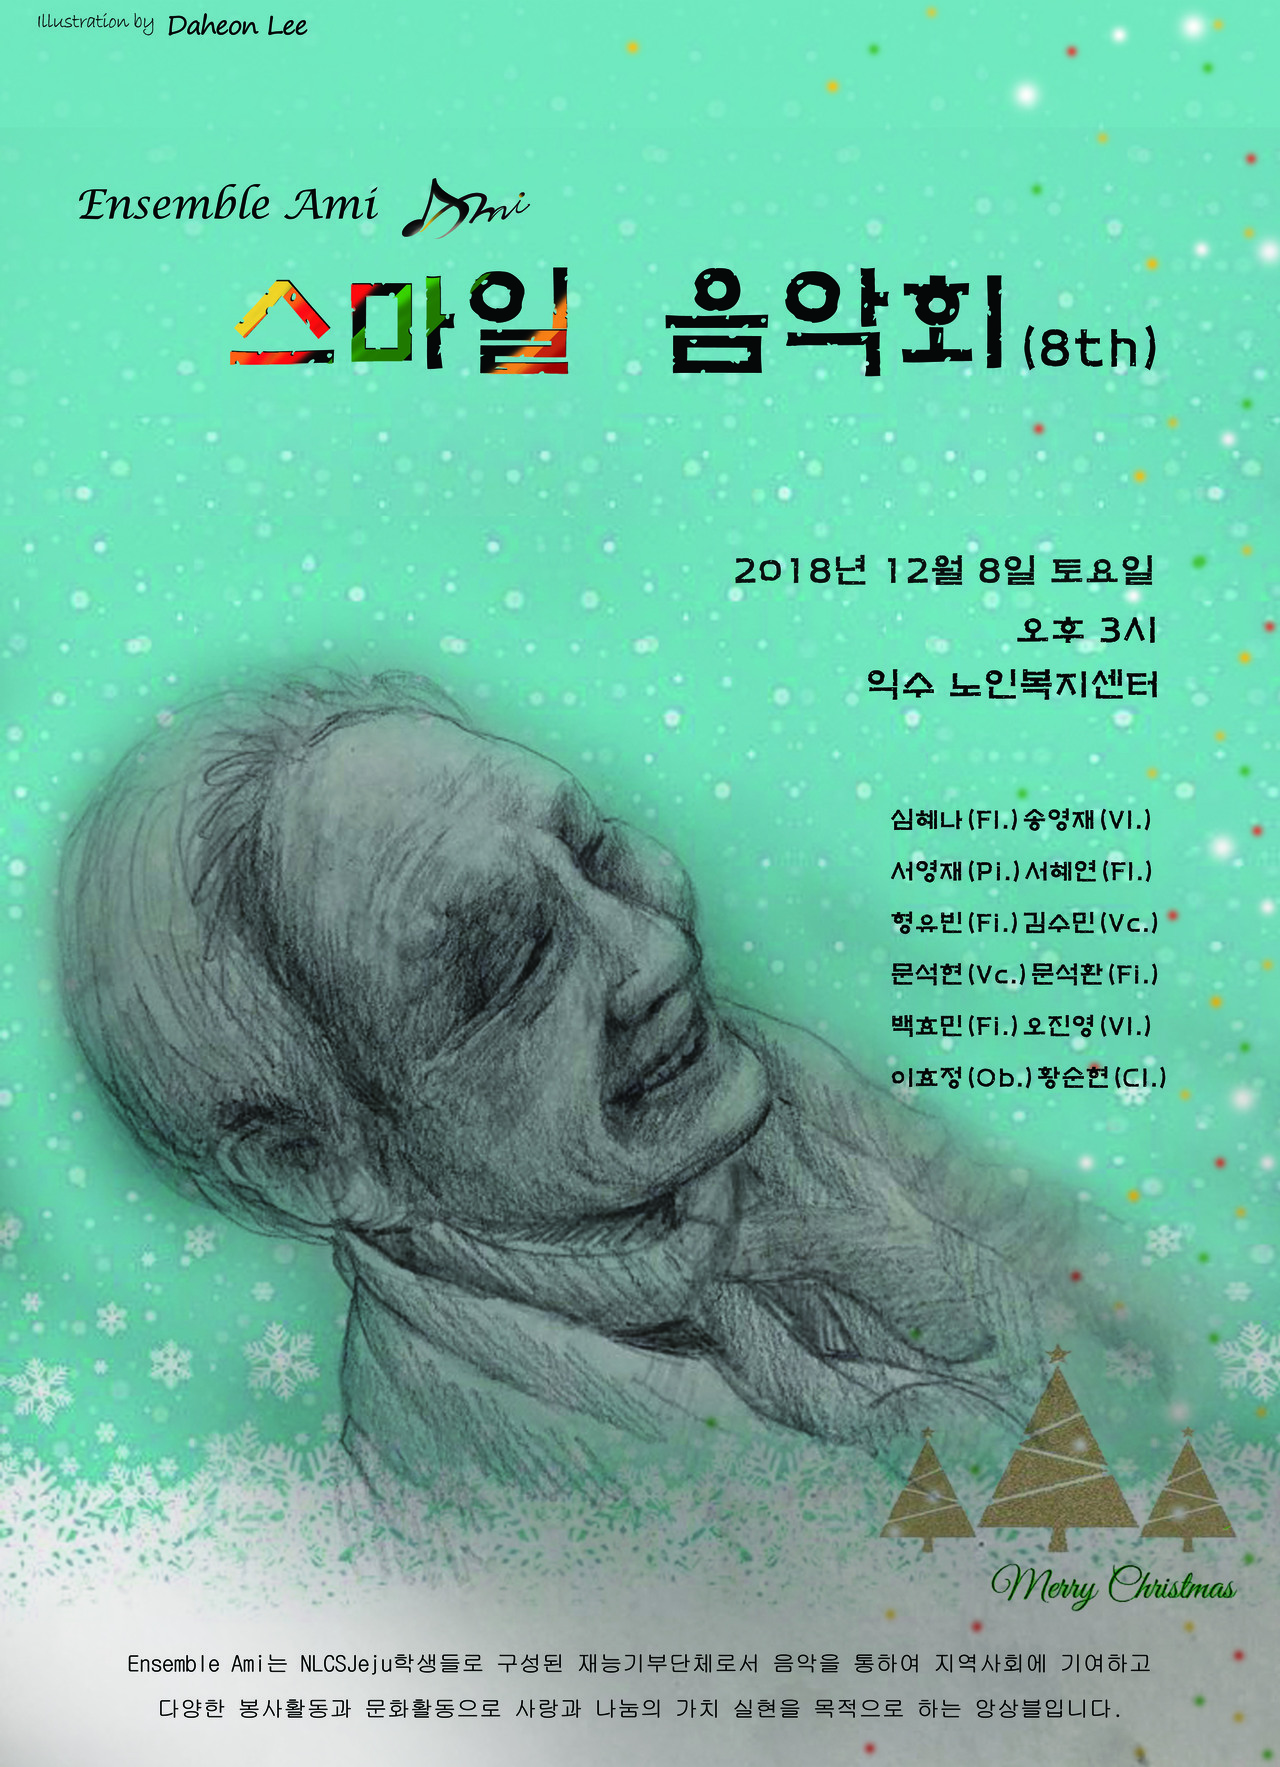 Illustration by Daheon Lee
Ensemble Ami Ami
스마일 음악회(8th)
2018년 12월 8일 토요일
오후 3시
익수 노인복지센터
심혜나(Fl.) 송영재(Vl.)
서영재(Pi.) 서혜연(Fl.)
형유빈(Fi.) 김수민(Vc.)
문석현(Vc.) 문석환(Fi.)
백효민(Fi.) 오진영(Vl.)
이효정(Ob.) 황순현(Cl.)
Merry Christmas
Ensemble Ami는 NLCSJeju학생들로 구성된 재능기부단체로서 음악을 통하여 지역사회에 기여하고
다양한 봉사활동과 문화활동으로 사랑과 나눔의 가치 실현을 목적으로 하는 앙상블입니다.